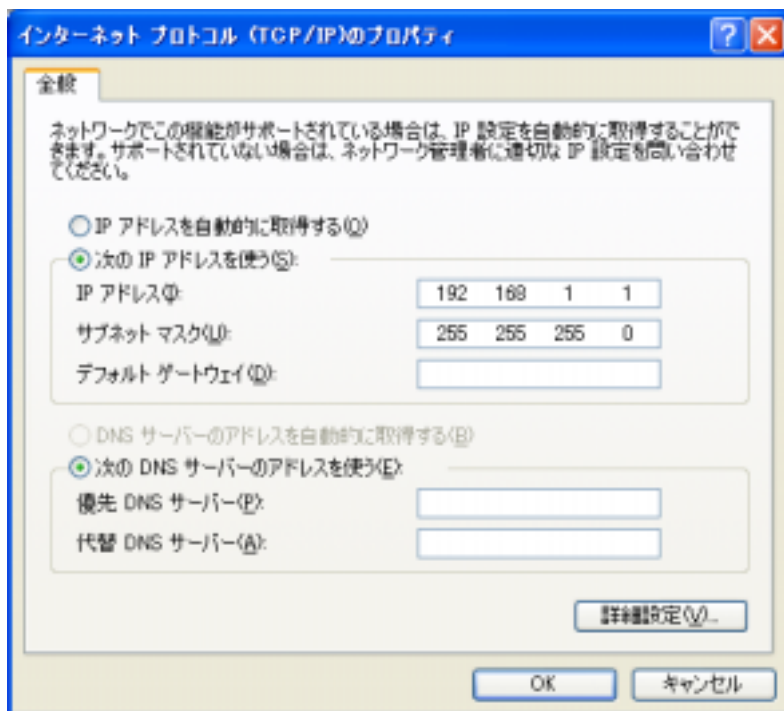 インターネット プロトコル (TCP/IP)のプロパティ
全般
ネットワークでこの機能がサポートされている場合は、IP 設定を自動的に取得することがで
きます。サポートされていない場合は、ネットワーク管理者に適切な IP 設定を問い合わせ
てください。
IP アドレスを自動的に取得する(O)
次の IP アドレスを使う(S):
IP アドレス(I): 192 168 1 1
サブネット マスク(U): 255 255 255 0
デフォルト ゲートウェイ(D):
DNS サーバーのアドレスを自動的に取得する(B)
次の DNS サーバーのアドレスを使う(E):
優先 DNS サーバー(P):
代替 DNS サーバー(A):
詳細設定(V)...
OK キャンセル